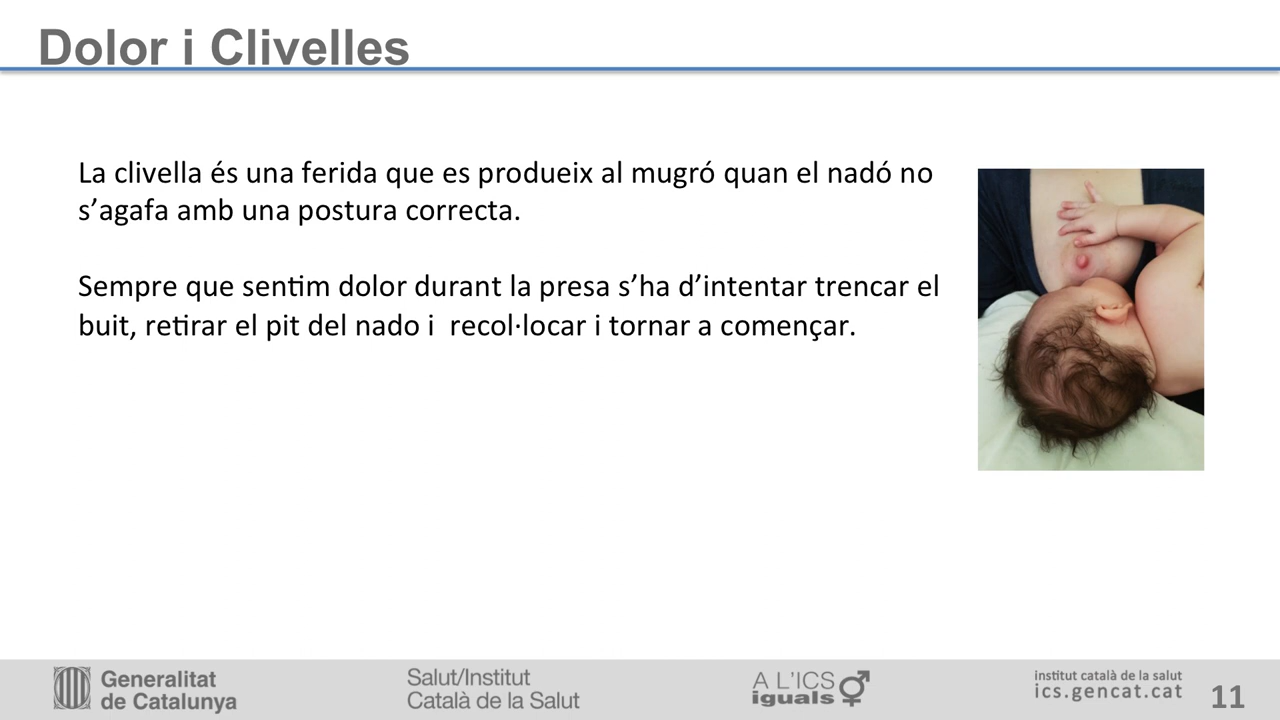 Dolor i Clivelles
La clivella és una ferida que es produeix al mugró quan el nadó no
s’agafa amb una postura correcta.
Sempre que sentim dolor durant la presa s’ha d’intentar trencar el
buit, retirar el pit del nado i  recol·locar i tornar a començar.
Generalitat
de Catalunya
Salut/Institut
Català de la Salut
A L'ICS
iguals
institut català de la salut
ics.gencat.cat
11